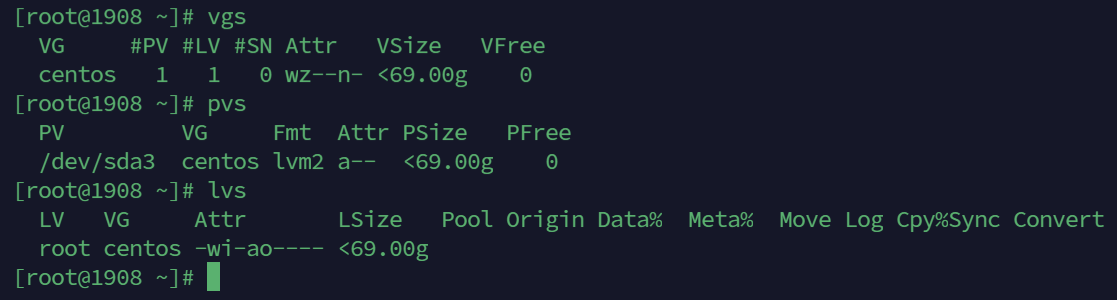 [root@1908 ~]# vgs
  VG     #PV #LV #SN Attr   VSize   VFree
  centos   1   1   0 wz--n- <69.00g    0
[root@1908 ~]# pvs
  PV         VG     Fmt  Attr PSize   PFree
  /dev/sda3  centos lvm2 a--  <69.00g    0
[root@1908 ~]# lvs
  LV   VG     Attr       LSize   Pool Origin Data%  Meta%  Move Log Cpy%Sync Convert
  root centos -wi-ao---- <69.00g
[root@1908 ~]#